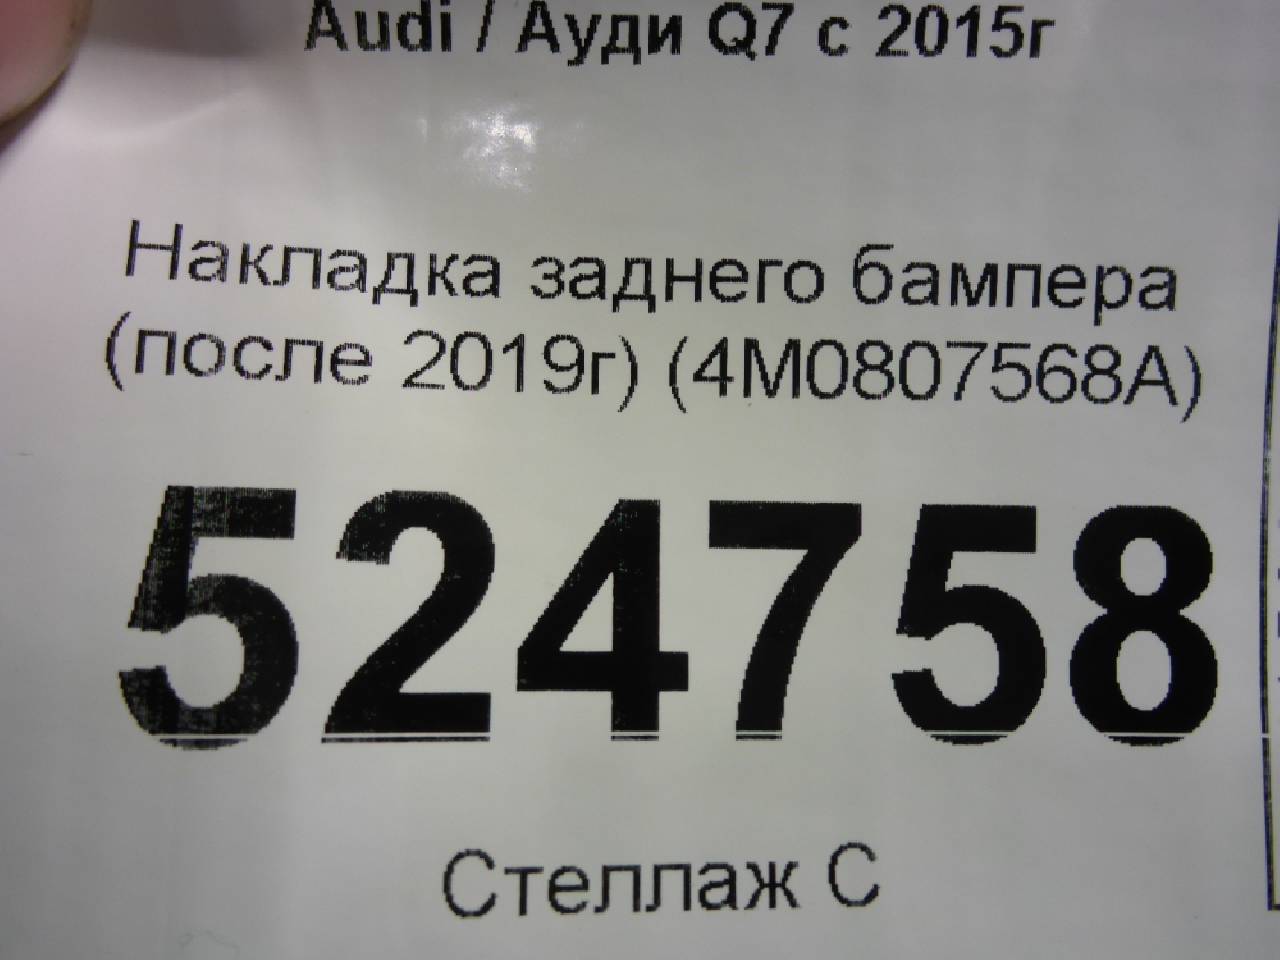 Audi / Ауди Q7 с 2015г
Накладка заднего бампера
(после 2019г) (4M0807568A)
524758
Стеллаж С